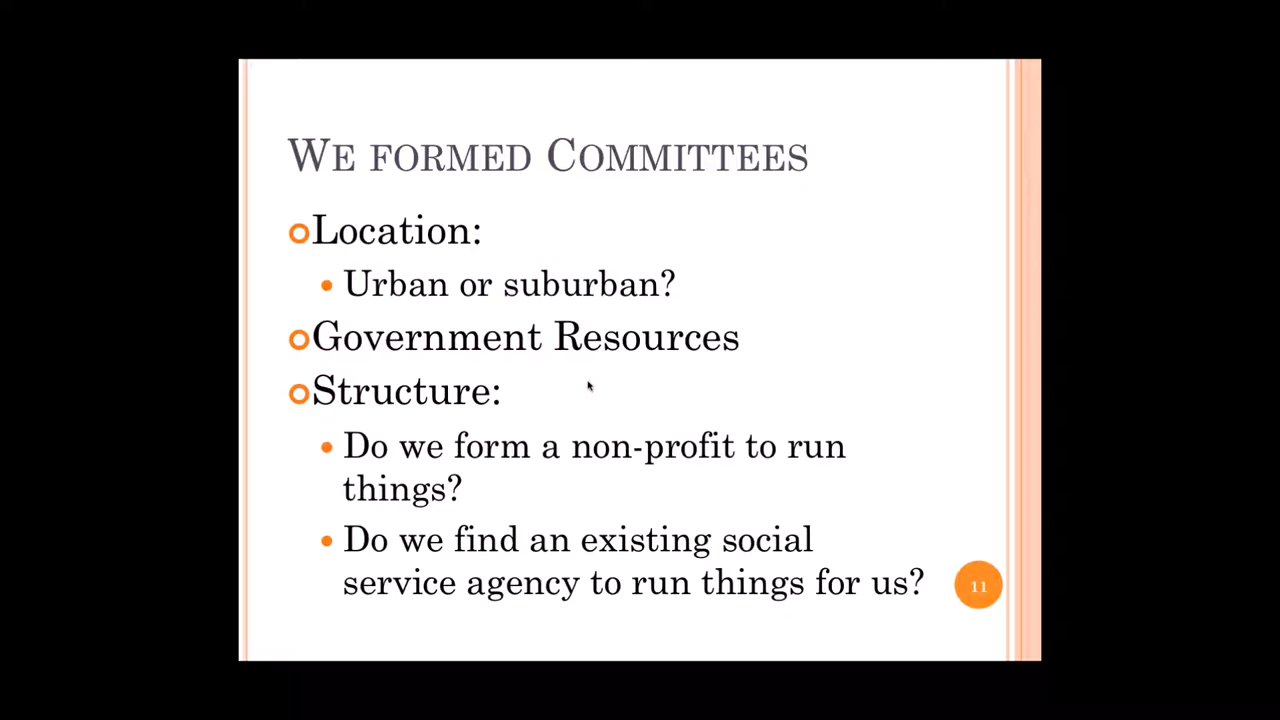 We formed Committees
Location:
Urban or suburban?
Government Resources
Structure:
Do we form a non-profit to run
things?
Do we find an existing social
service agency to run things for us?
11